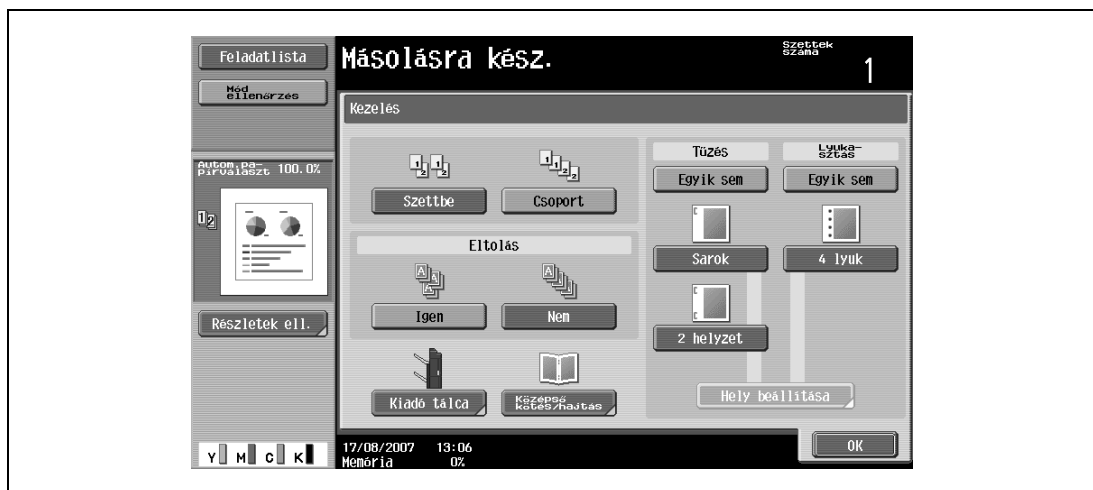 Feladatlista
Mód
ellenőrzés
Autom.pa-
pírválaszt 100.0%
Részletek ell.
Y M C K
Másolásra kész.
Szettek
száma
1
Kezelés
Szettbe
Csoport
Eltolás
Igen
Nem
Kiadó tálca
Középső
kötés/hajtás
Tűzés
Egyik sem
Sarok
2 helyzet
Lyuka-
sztás
Egyik sem
4 lyuk
Hely beállítása
17/08/2007 13:06
Memória 0%
OK